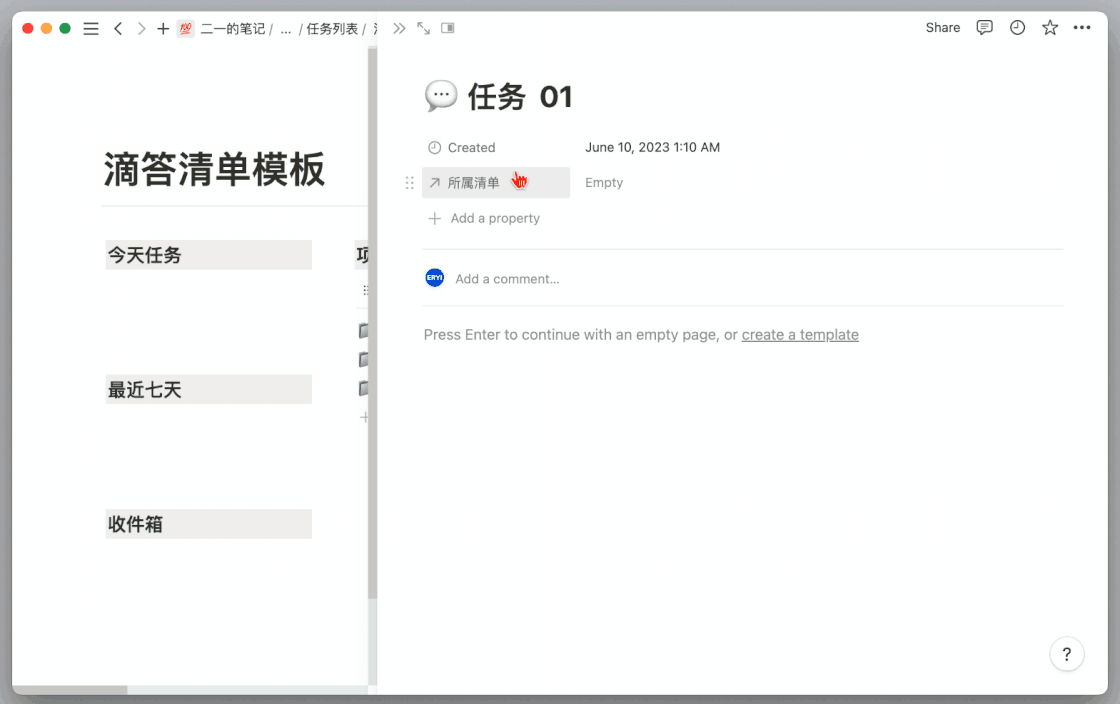 二一的笔记 / ... / 任务列表 /
Share
滴答清单模板
今天任务
最近七天
收件箱
任务 01
Created June 10, 2023 1:10 AM
所属清单 Empty
Add a property
ERYI Add a comment...
Press Enter to continue with an empty page, or create a template
?